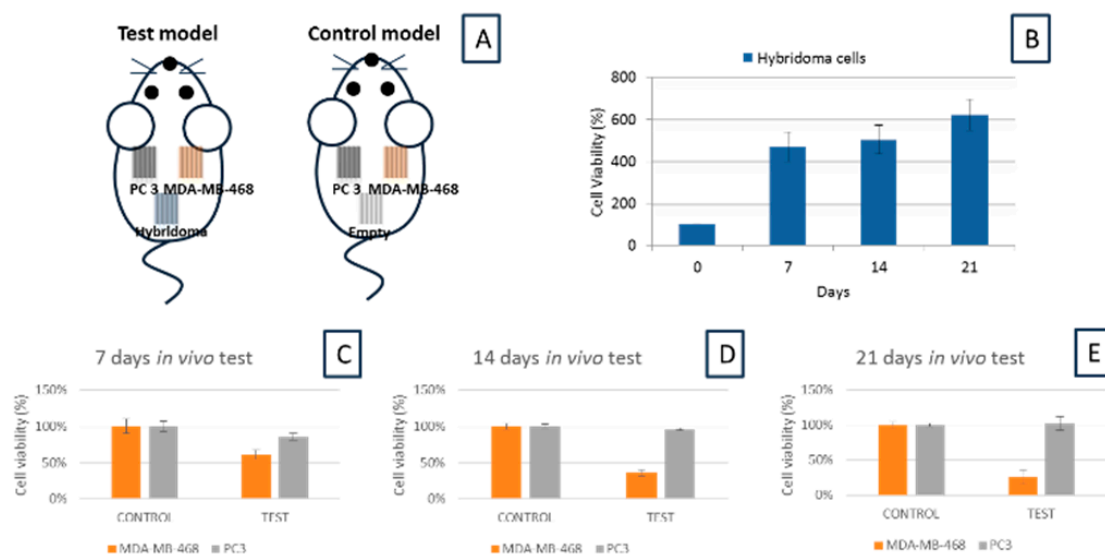 Test model
Control model
A
PC 3 MDA-MB-468
Hybridoma
PC 3 MDA-MB-468
Empty
B
Hybridoma cells
Cell Viability (%)
800
600
400
200
0
0 7 14 21
Days
7 days in vivo test
C
Cell viability (%)
150%
100%
50%
0%
CONTROL TEST
MDA-MB-468 PC3
14 days in vivo test
D
Cell viability (%)
150%
100%
50%
0%
CONTROL TEST
MDA-MB-468 PC3
21 days in vivo test
E
Cell viability (%)
150%
100%
50%
0%
CONTROL TEST
MDA-MB-468 PC3